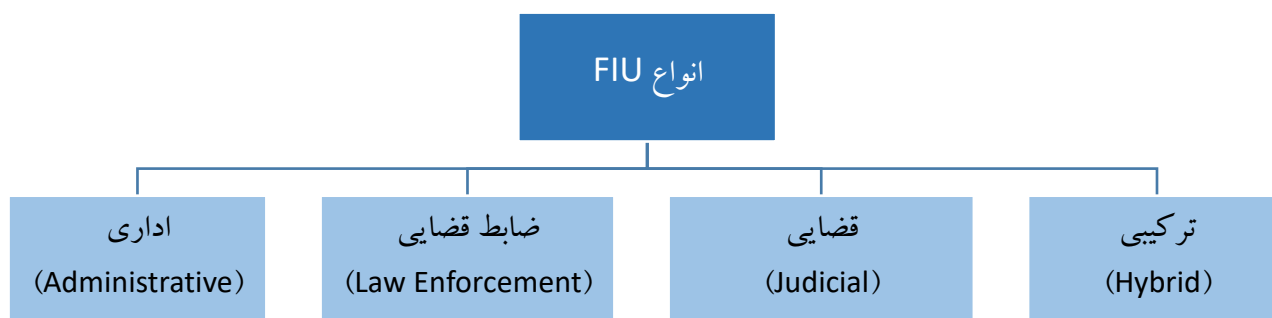 انواع FIU
ترکیبی
(Hybrid)
قضایی
(Judicial)
ضابط قضایی
(Law Enforcement)
اداری
(Administrative)